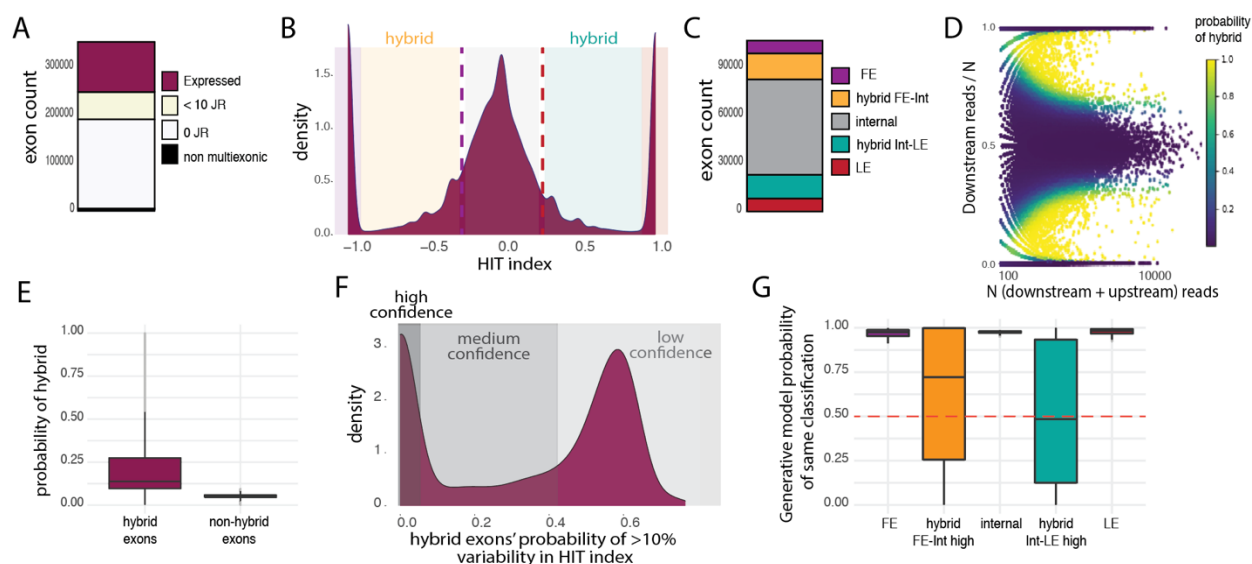 A
exon count
300000
200000
100000
0
Expressed
< 10 JR
0 JR
non multiexonic
B
hybrid
hybrid
density
1.5
1.0
0.5
0.0
−1.0
−0.5
0.0
0.5
1.0
HIT index
C
exon count
90000
60000
30000
0
FE
hybrid FE-Int
internal
hybrid Int-LE
LE
D
Downstream reads / N
1.0
0.5
0.0
100
10000
N (downstream + upstream) reads
probability
of hybrid
1.0
0.8
0.6
0.4
0.2
E
probability of hybrid
1.00
0.75
0.50
0.25
0.00
hybrid
exons
non-hybrid
exons
F
high
confidence
medium
confidence
low
confidence
density
3.
2.
1.
0.
0.0
0.2
0.4
0.6
hybrid exons' probability of >10%
variability in HIT index
G
Generative model probability
of same classification
1.00
0.75
0.50
0.25
0.00
FE
hybrid
FE-Int high
internal
hybrid
Int-LE high
LE